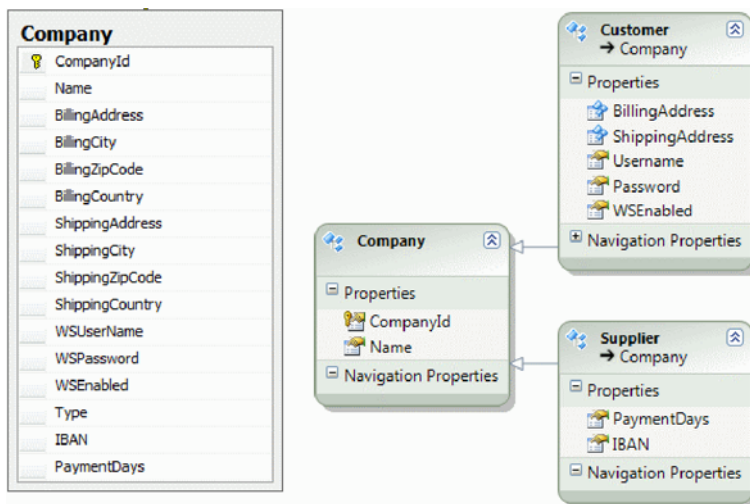 Company
CompanyId
Name
BillingAddress
BillingCity
BillingZipCode
BillingCountry
ShippingAddress
ShippingCity
ShippingZipCode
ShippingCountry
WSUserName
WSPassword
WSEnabled
Type
IBAN
PaymentDays
Company
Properties
CompanyId
Name
Navigation Properties
Customer
→ Company
Properties
BillingAddress
ShippingAddress
Username
Password
WSEnabled
Navigation Properties
Supplier
→ Company
Properties
PaymentDays
IBAN
Navigation Properties